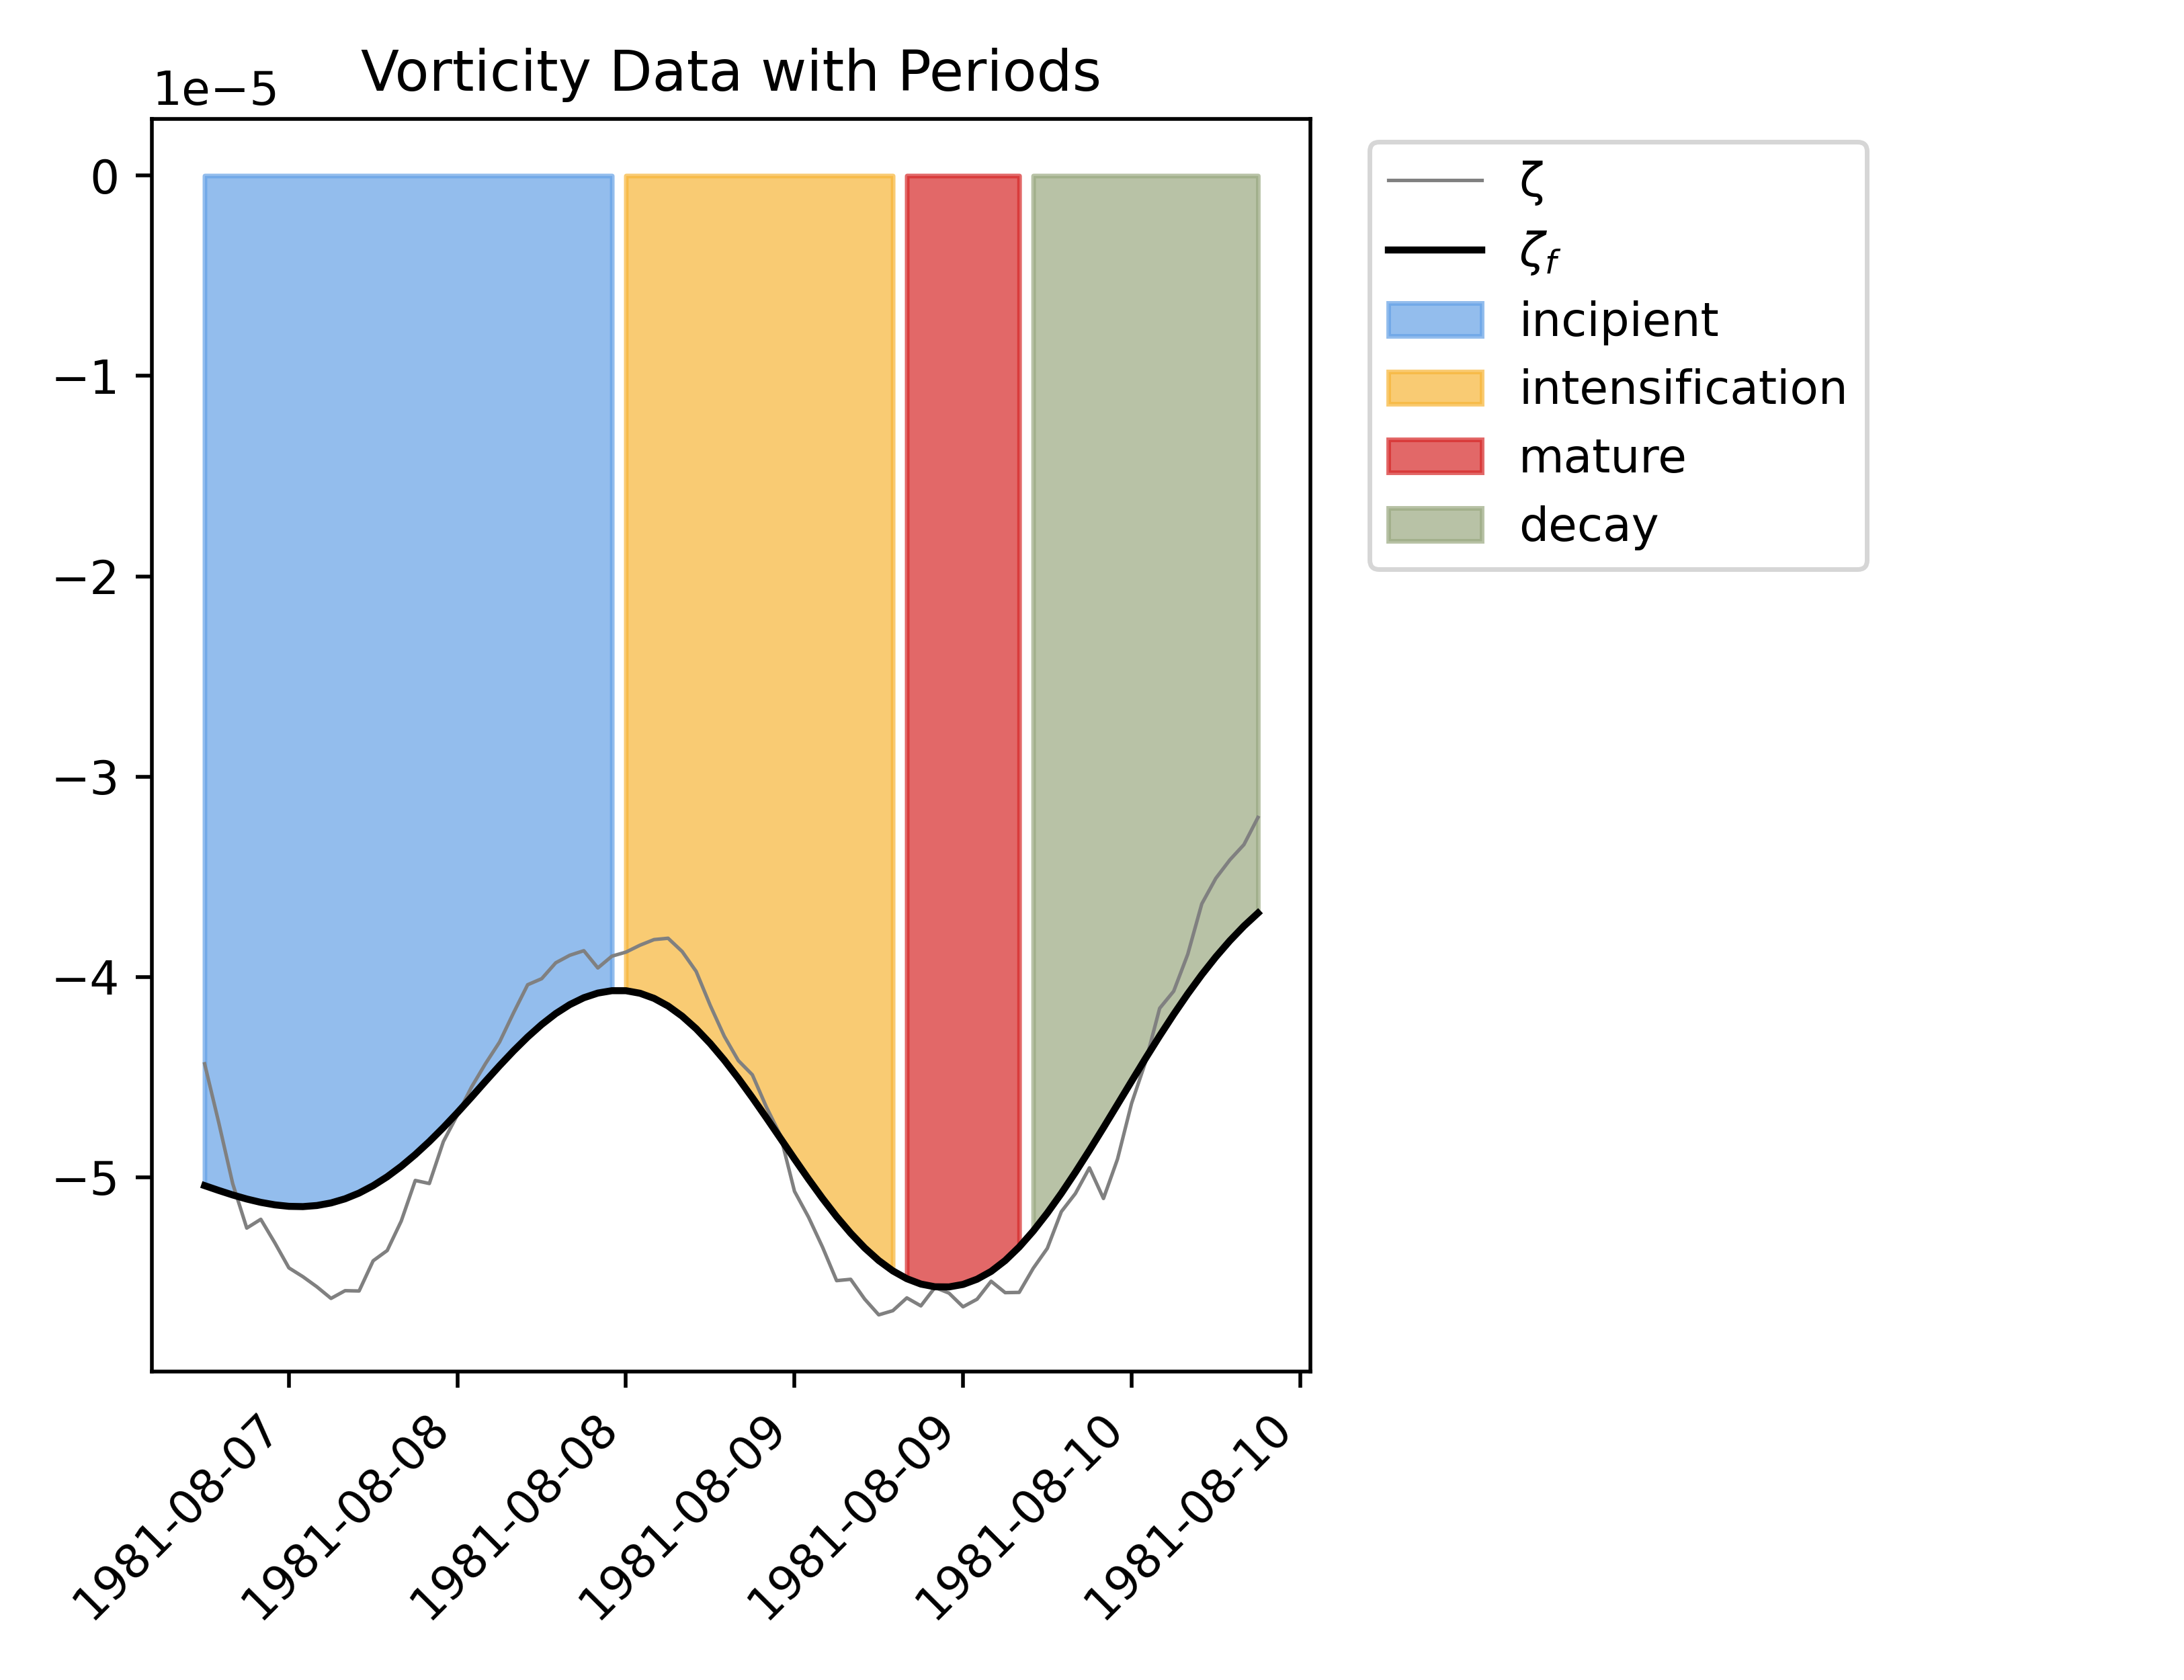 Vorticity Data with Periods
1e−5
0
−1
−2
−3
−4
−5
1981-08-07
1981-08-08
1981-08-08
1981-08-09
1981-08-09
1981-08-10
1981-08-10
ζ
ζf
incipient
intensification
mature
decay